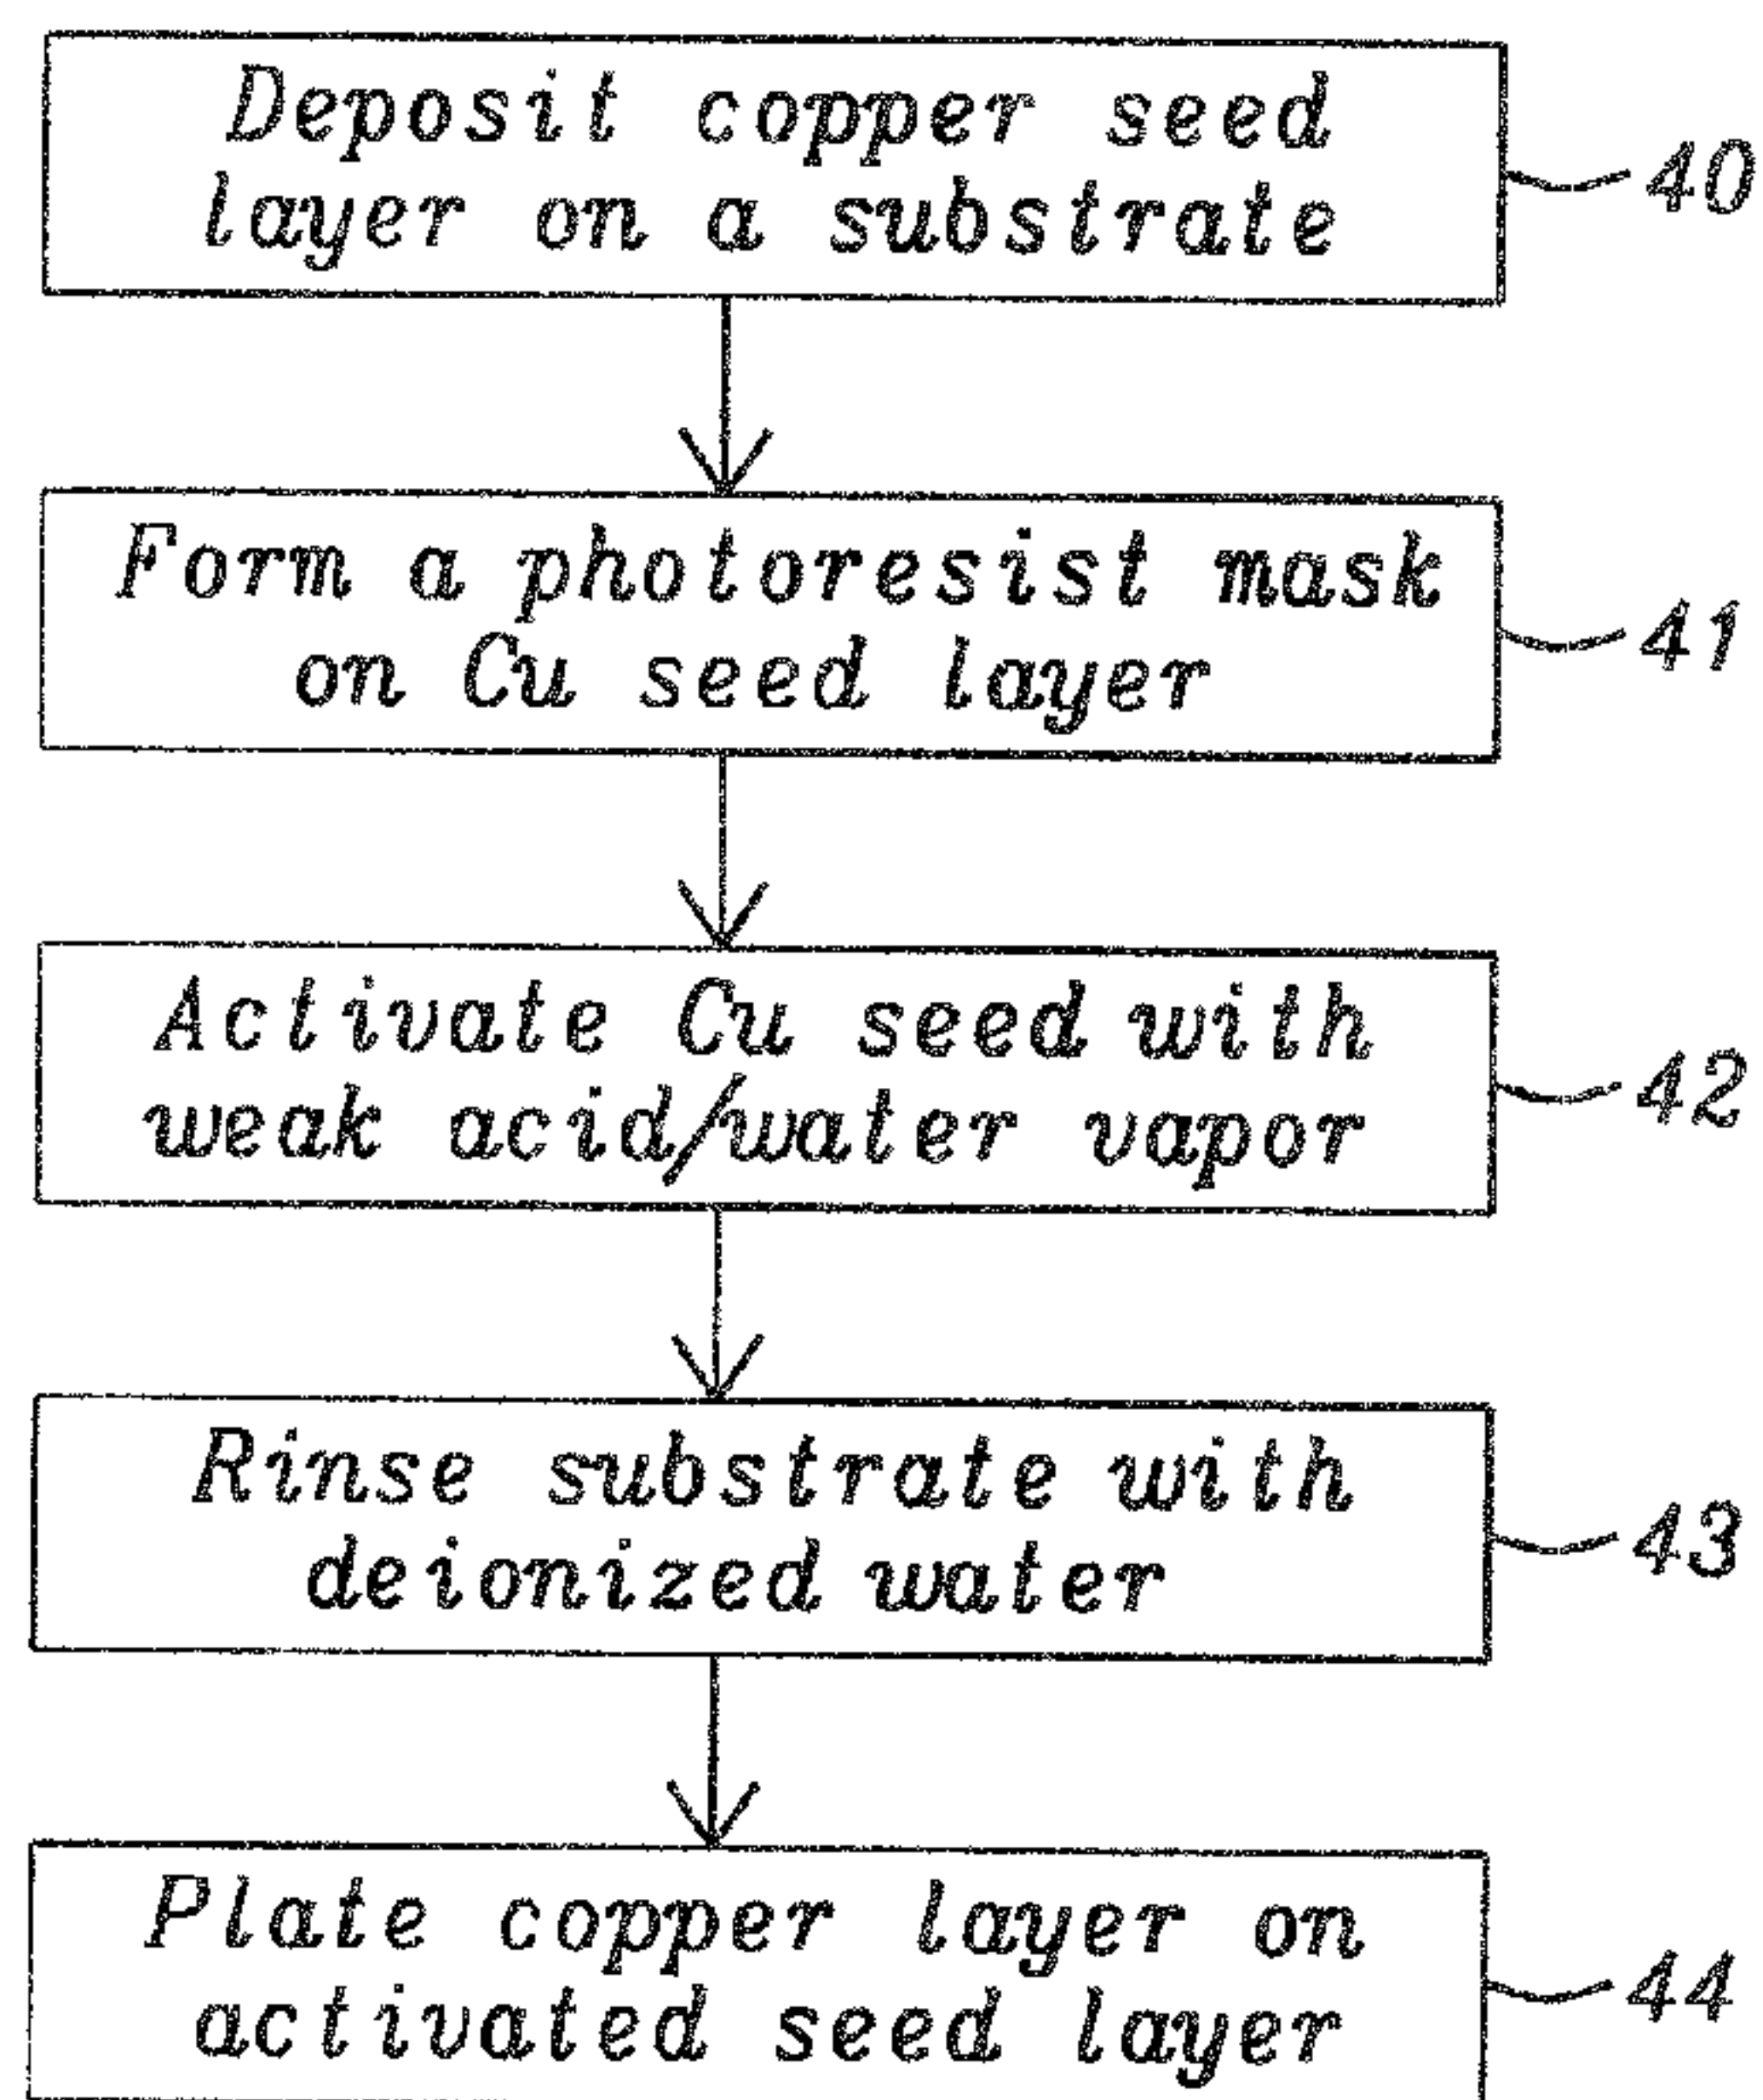 Deposit copper seed
layer on a substrate
40
Form a photoresist mask
on Cu seed layer
41
Activate Cu seed with
weak acid/water vapor
42
Rinse substrate with
deionized water
43
Plate copper layer on
activated seed layer
44